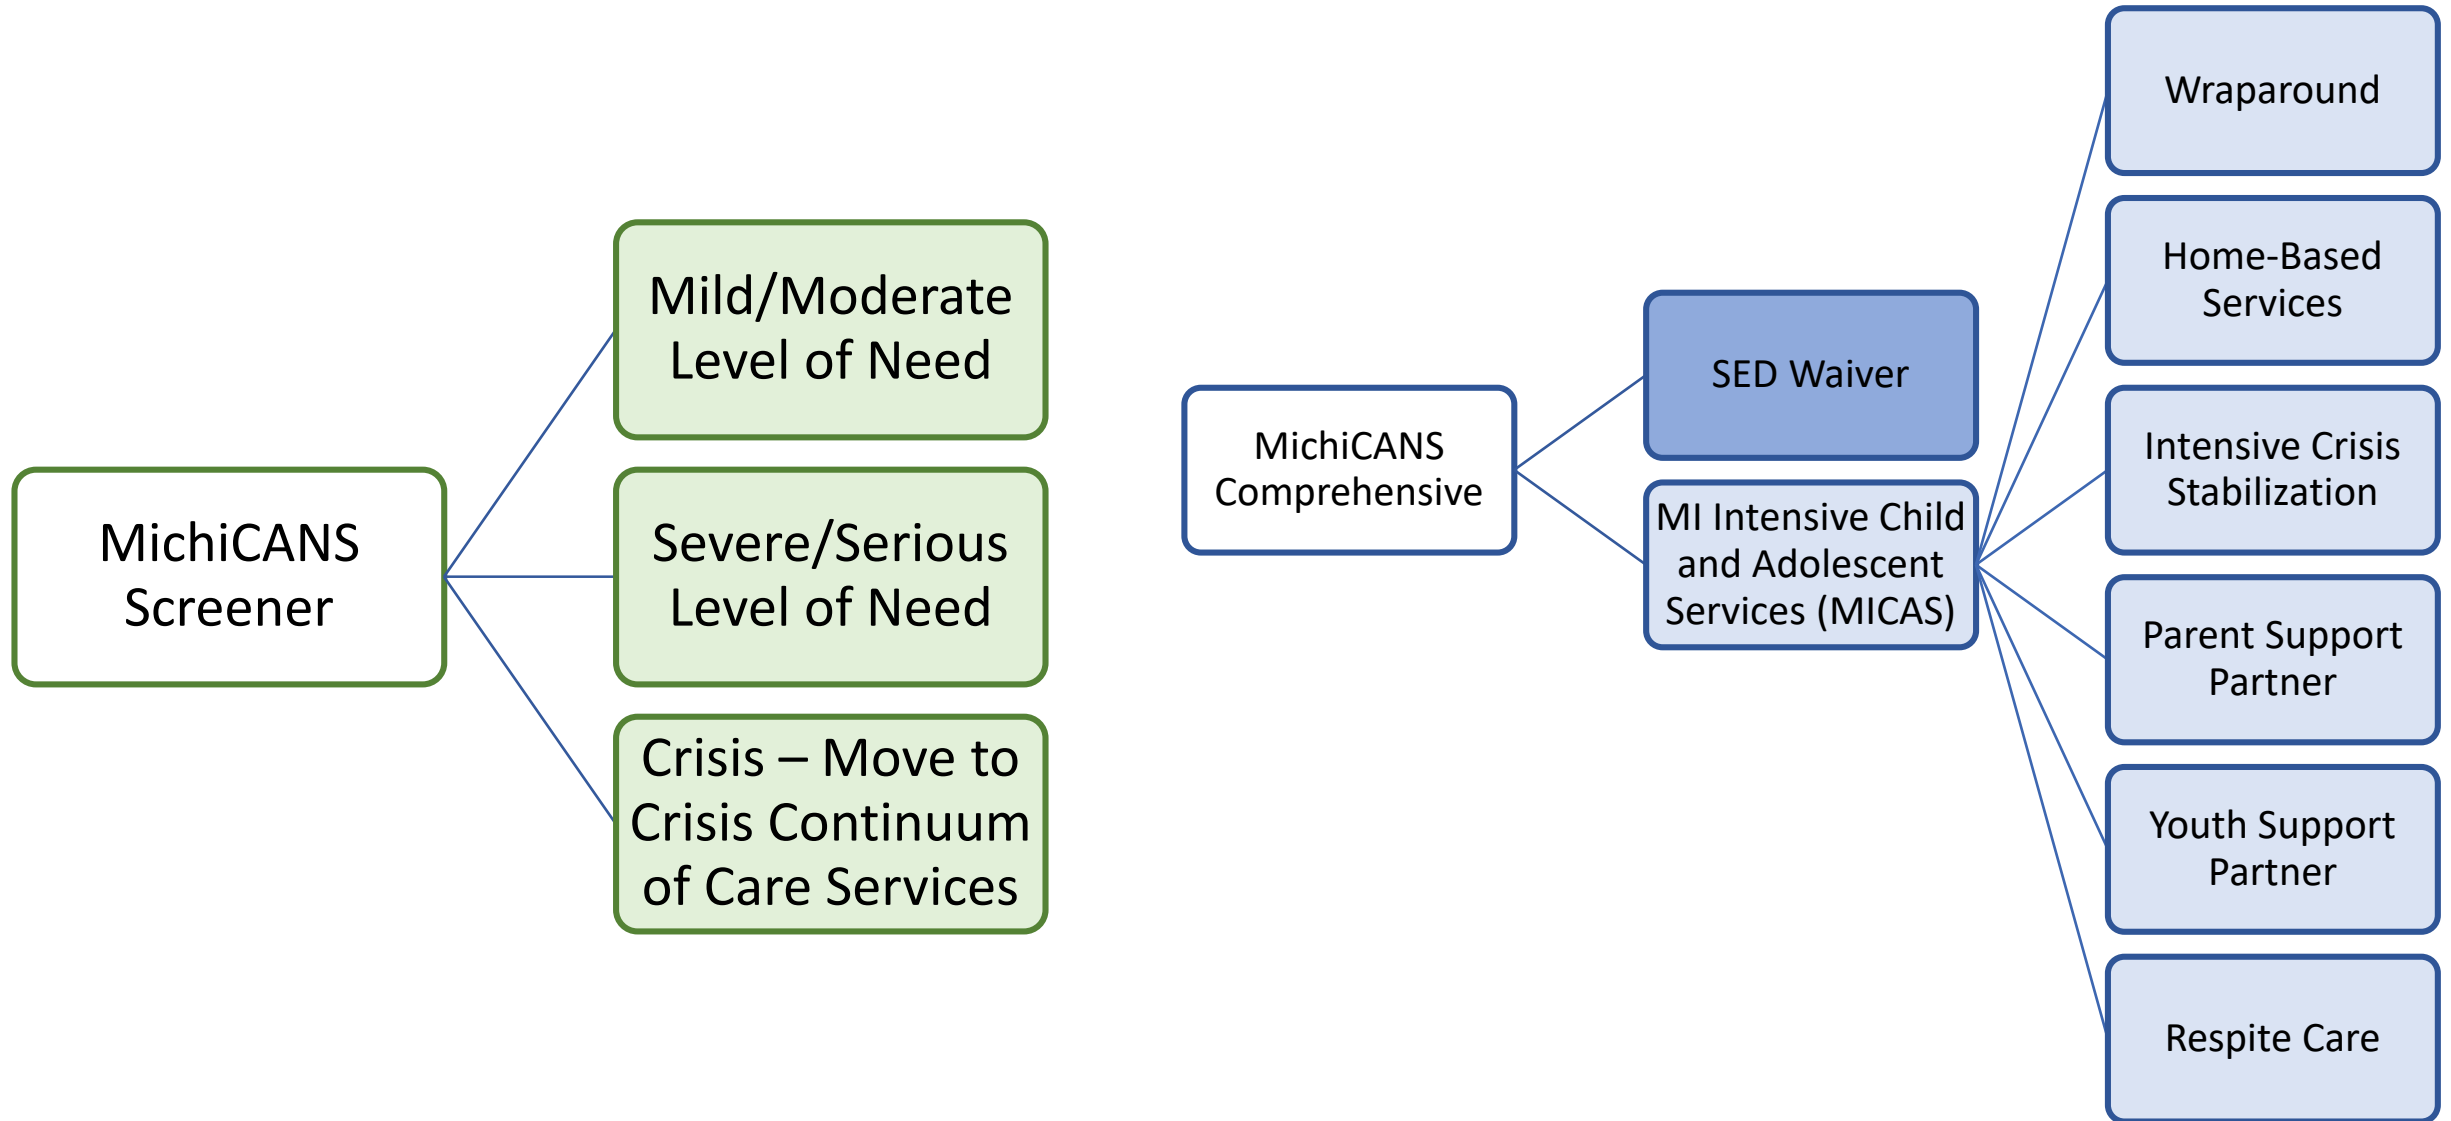 MichiCANS
Screener
Mild/Moderate
Level of Need
Severe/Serious
Level of Need
Crisis – Move to
Crisis Continuum
of Care Services
MichiCANS
Comprehensive
SED Waiver
MI Intensive Child
and Adolescent
Services (MICAS)
Wraparound
Home-Based
Services
Intensive Crisis
Stabilization
Parent Support
Partner
Youth Support
Partner
Respite Care